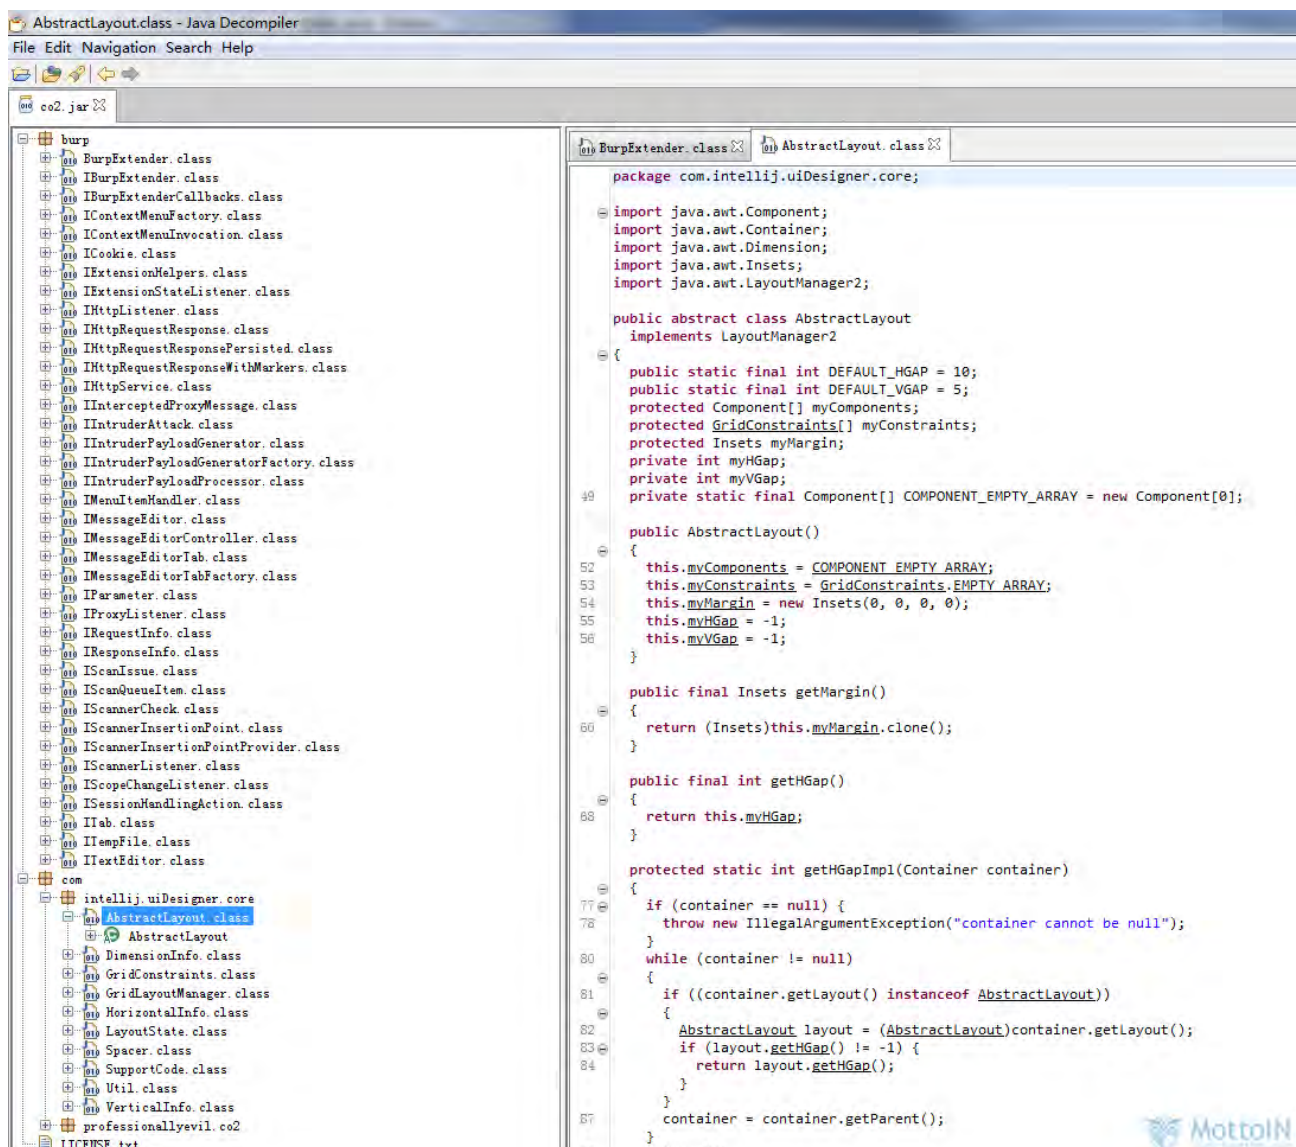 AbstractLayout.class - Java Decompiler
File Edit Navigation Search Help
co2.jar
burp
BurpExtender.class
IBurpExtender.class
IBurpExtenderCallbacks.class
IContextMenuFactory.class
IContextMenuInvocation.class
ICookie.class
IExtensionHelpers.class
IExtensionStateListener.class
IHttpListener.class
IHttpRequestResponse.class
IHttpRequestResponsePersisted.class
IHttpRequestResponseWithMarkers.class
IHttpService.class
IInterceptedProxyMessage.class
IIntruderAttack.class
IIntruderPayloadGenerator.class
IIntruderPayloadGeneratorFactory.class
IIntruderPayloadProcessor.class
IMenuItemHandler.class
IMessageEditor.class
IMessageEditorController.class
IMessageEditorTab.class
IMessageEditorTabFactory.class
IParameter.class
IProxyListener.class
IRequestInfo.class
IResponseInfo.class
IScanIssue.class
IScanQueueItem.class
IScannerCheck.class
IScannerInsertionPoint.class
IScannerInsertionPointProvider.class
IScannerListener.class
IScopeChangeListener.class
ISessionHandlingAction.class
ITab.class
ITempFile.class
ITextEditor.class
com
intellij.uiDesigner.core
AbstractLayout.class
AbstractLayout
DimensionInfo.class
GridConstraints.class
GridLayoutManager.class
HorizontalInfo.class
LayoutState.class
Spacer.class
SupportCode.class
Util.class
VerticalInfo.class
professionallyevil.co2
LICENSE.txt
BurpExtender.class AbstractLayout.class
package com.intellij.uiDesigner.core;
import java.awt.Component;
import java.awt.Container;
import java.awt.Dimension;
import java.awt.Insets;
import java.awt.LayoutManager2;
public abstract class AbstractLayout
implements LayoutManager2
{
public static final int DEFAULT_HGAP = 10;
public static final int DEFAULT_VGAP = 5;
protected Component[] myComponents;
protected GridConstraints[] myConstraints;
protected Insets myMargin;
private int myHGap;
private int myVGap;
49 private static final Component[] COMPONENT_EMPTY_ARRAY = new Component[0];
public AbstractLayout()
{
52 this.myComponents = COMPONENT_EMPTY_ARRAY;
53 this.myConstraints = GridConstraints.EMPTY_ARRAY;
54 this.myMargin = new Insets(0, 0, 0, 0);
55 this.myHGap = -1;
56 this.myVGap = -1;
}
public final Insets getMargin()
{
60 return (Insets)this.myMargin.clone();
}
public final int getHGap()
{
68 return this.myHGap;
}
protected static int getHGapImpl(Container container)
{
77 if (container == null) {
78 throw new IllegalArgumentException("container cannot be null");
}
80 while (container != null)
{
81 if ((container.getLayout() instanceof AbstractLayout))
{
82 AbstractLayout layout = (AbstractLayout)container.getLayout();
83 if (layout.getHGap() != -1) {
84 return layout.getHGap();
}
}
87 container = container.getParent();
}
MottoIN